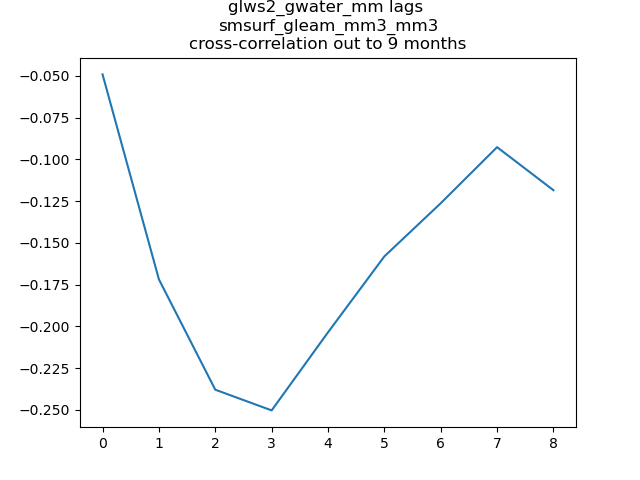 glws2_gwater_mm lags
smsurf_gleam_mm3_mm3
cross-correlation out to 9 months
−0.050
−0.075
−0.100
−0.125
−0.150
−0.175
−0.200
−0.225
−0.250
0 1 2 3 4 5 6 7 8